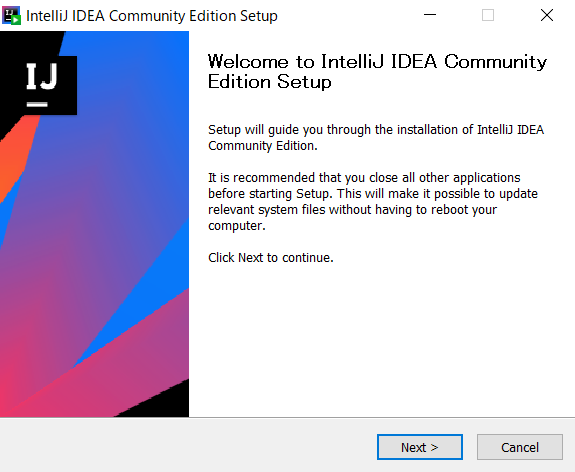 IntelliJ IDEA Community Edition Setup
IJ
Welcome to IntelliJ IDEA Community
Edition Setup
Setup will guide you through the installation of IntelliJ IDEA
Community Edition.
It is recommended that you close all other applications
before starting Setup. This will make it possible to update
relevant system files without having to reboot your
computer.
Click Next to continue.
Next >
Cancel